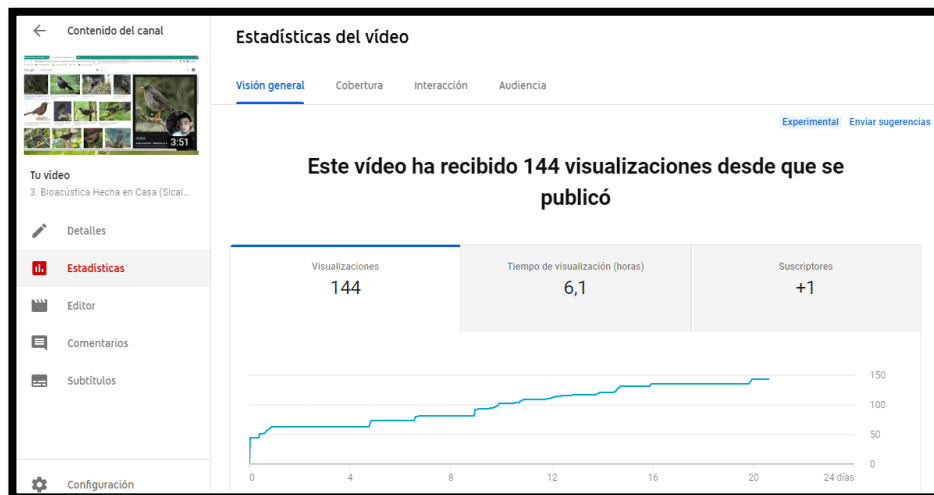 Contenido del canal
3:51
Tu vídeo
3. Bioacústica Hecha en Casa (Sical...
Detalles
Estadísticas
Editor
Comentarios
Subtítulos
Configuración
Estadísticas del vídeo
Visión general Cobertura Interacción Audiencia
Experimental Enviar sugerencias
Este vídeo ha recibido 144 visualizaciones desde que se
publicó
Visualizaciones Tiempo de visualización (horas) Suscriptores
144 6,1 +1
150
100
50
0
0 4 8 12 16 20 24 días